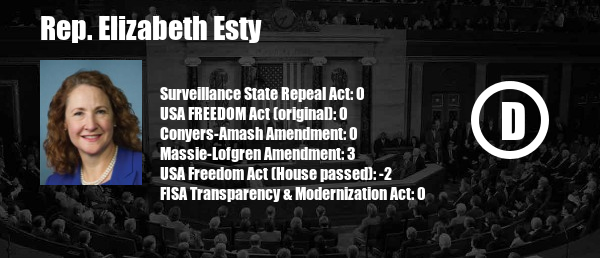 Rep. Elizabeth Esty
Surveillance State Repeal Act: 0
USA FREEDOM Act (original): 0
Conyers-Amash Amendment: 0
Massie-Lofgren Amendment: 3
USA Freedom Act (House passed): -2
FISA Transparency & Modernization Act: 0
D